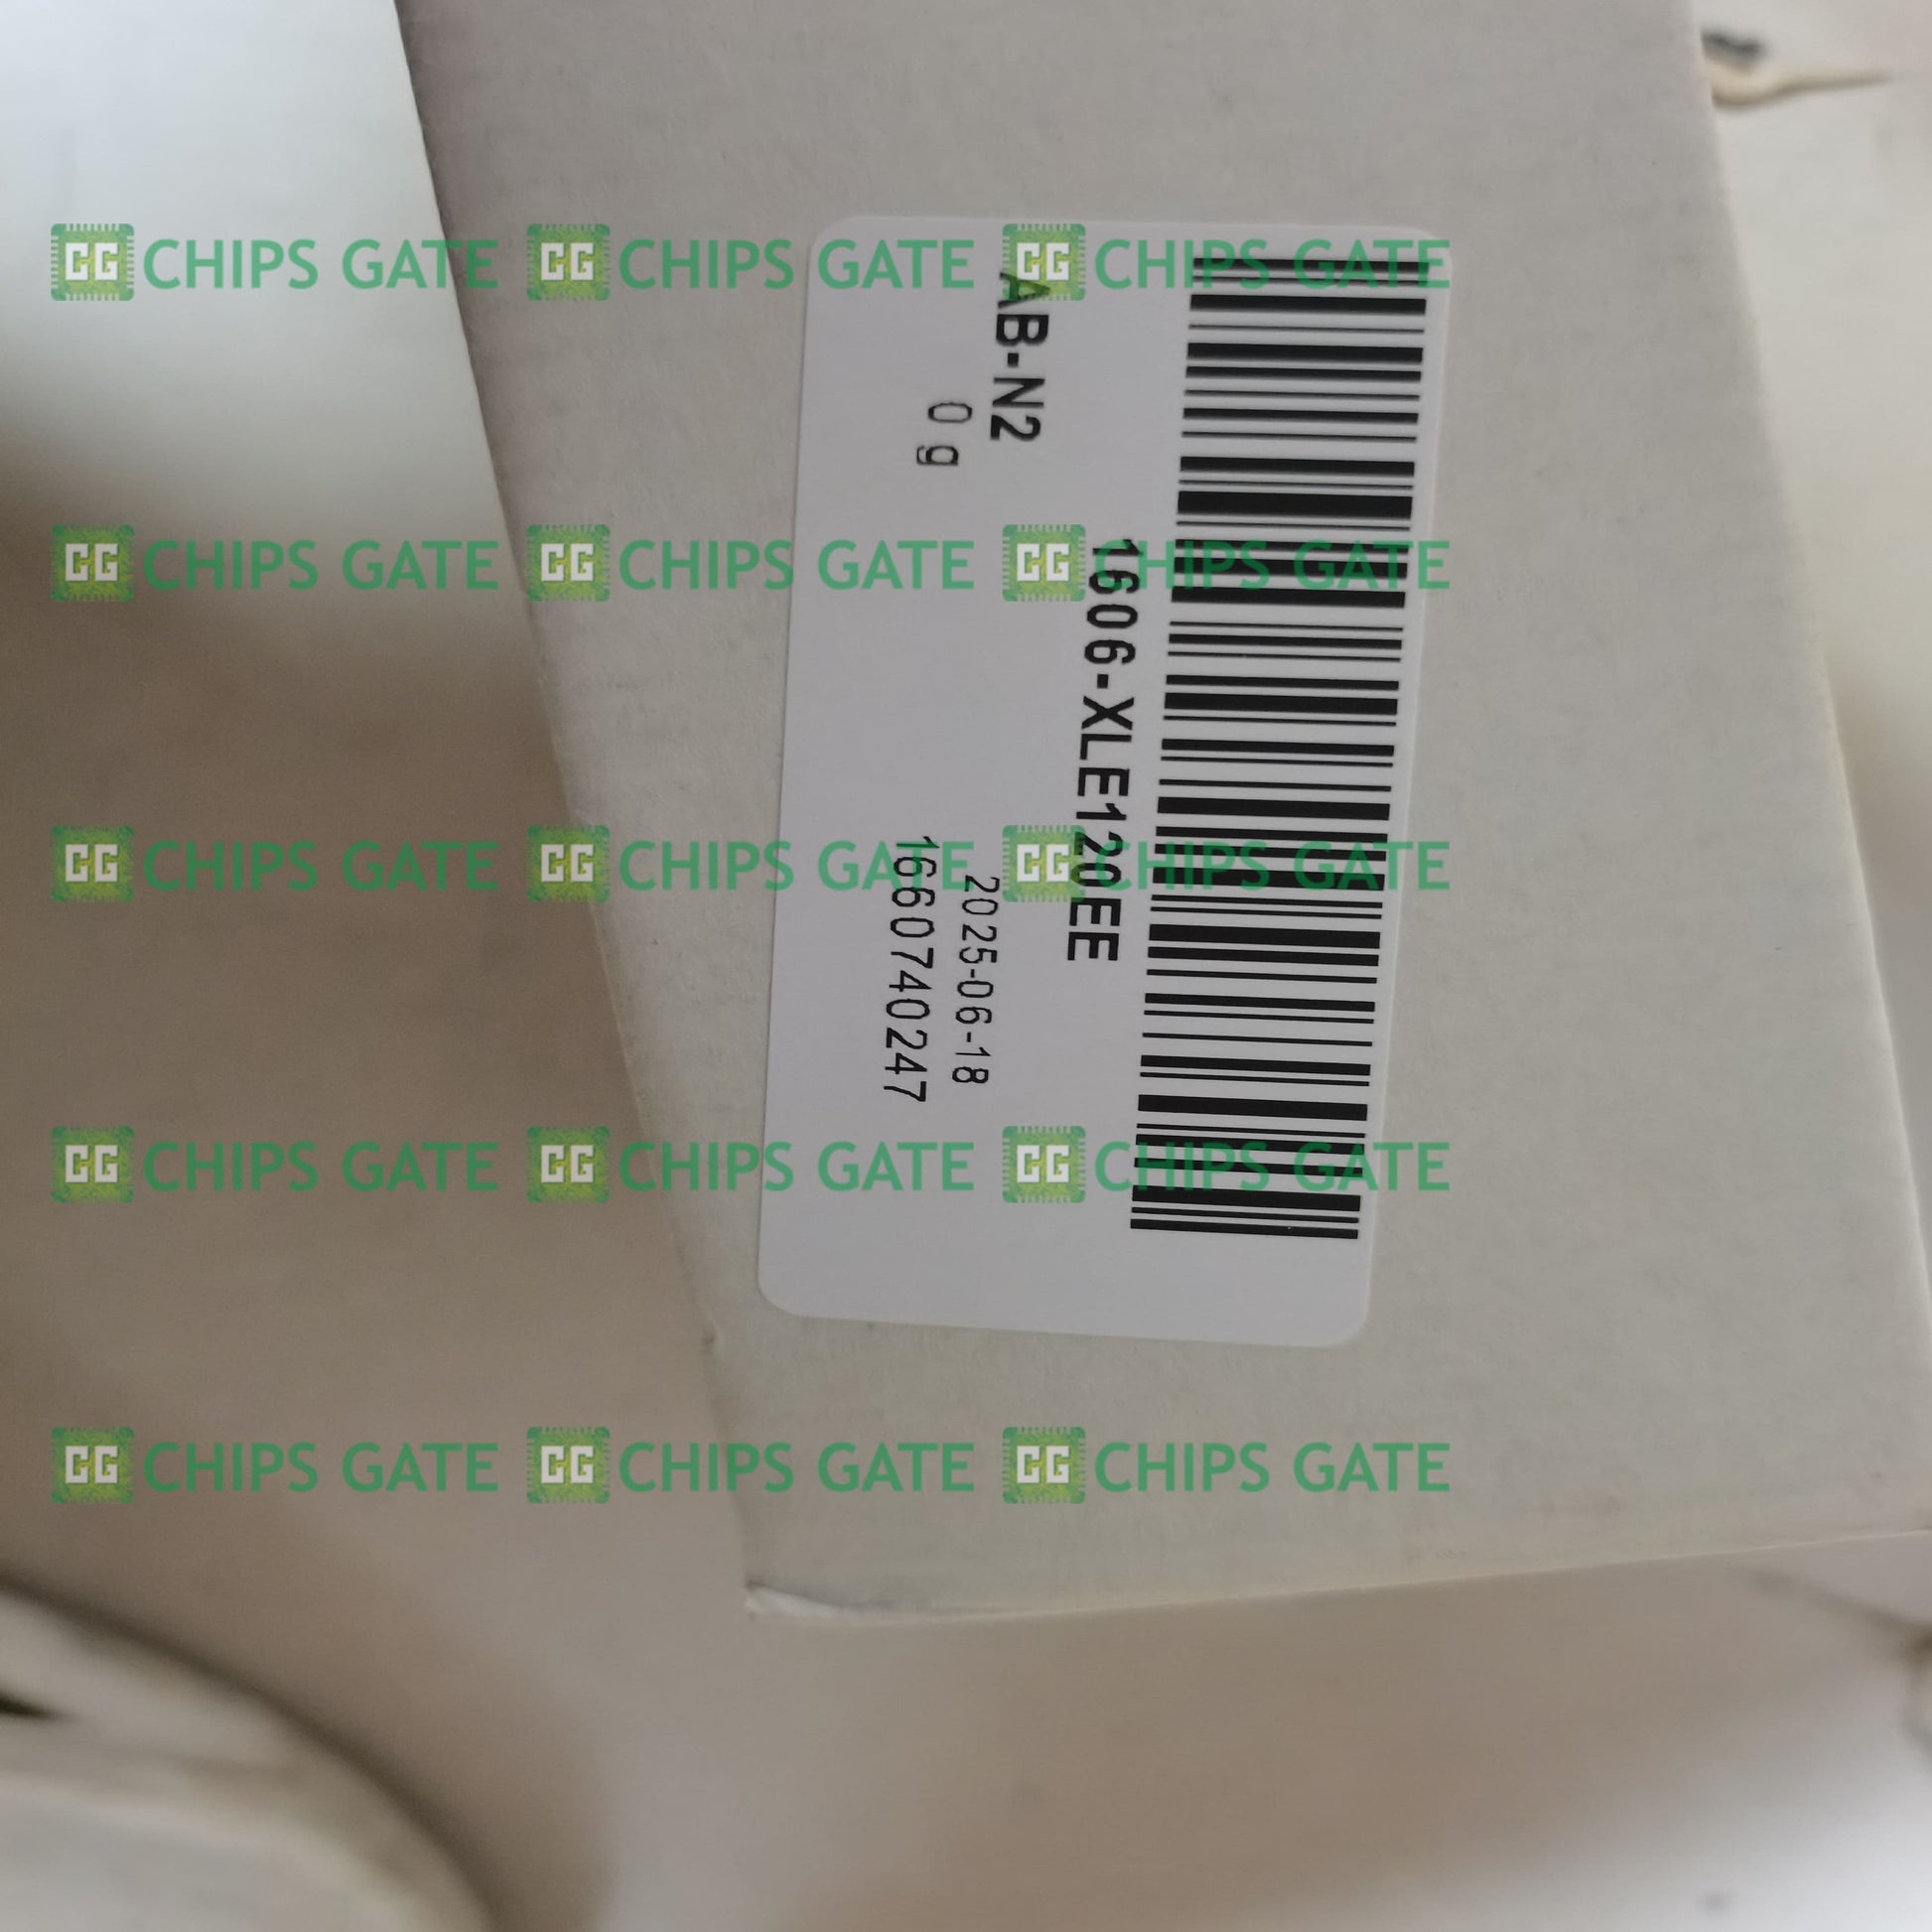 1606-XLE120EE
AB-N2
2025-06-18
0 g
1660740247
CG CHIPS GATE CG CHIPS GATE CG CHIPS GATE
CG CHIPS GATE CG CHIPS GATE CG CHIPS GATE
CG CHIPS GATE CG CHIPS GATE CG CHIPS GATE
CG CHIPS GATE CG CHIPS GATE CG CHIPS GATE
CG CHIPS GATE CG CHIPS GATE CG CHIPS GATE